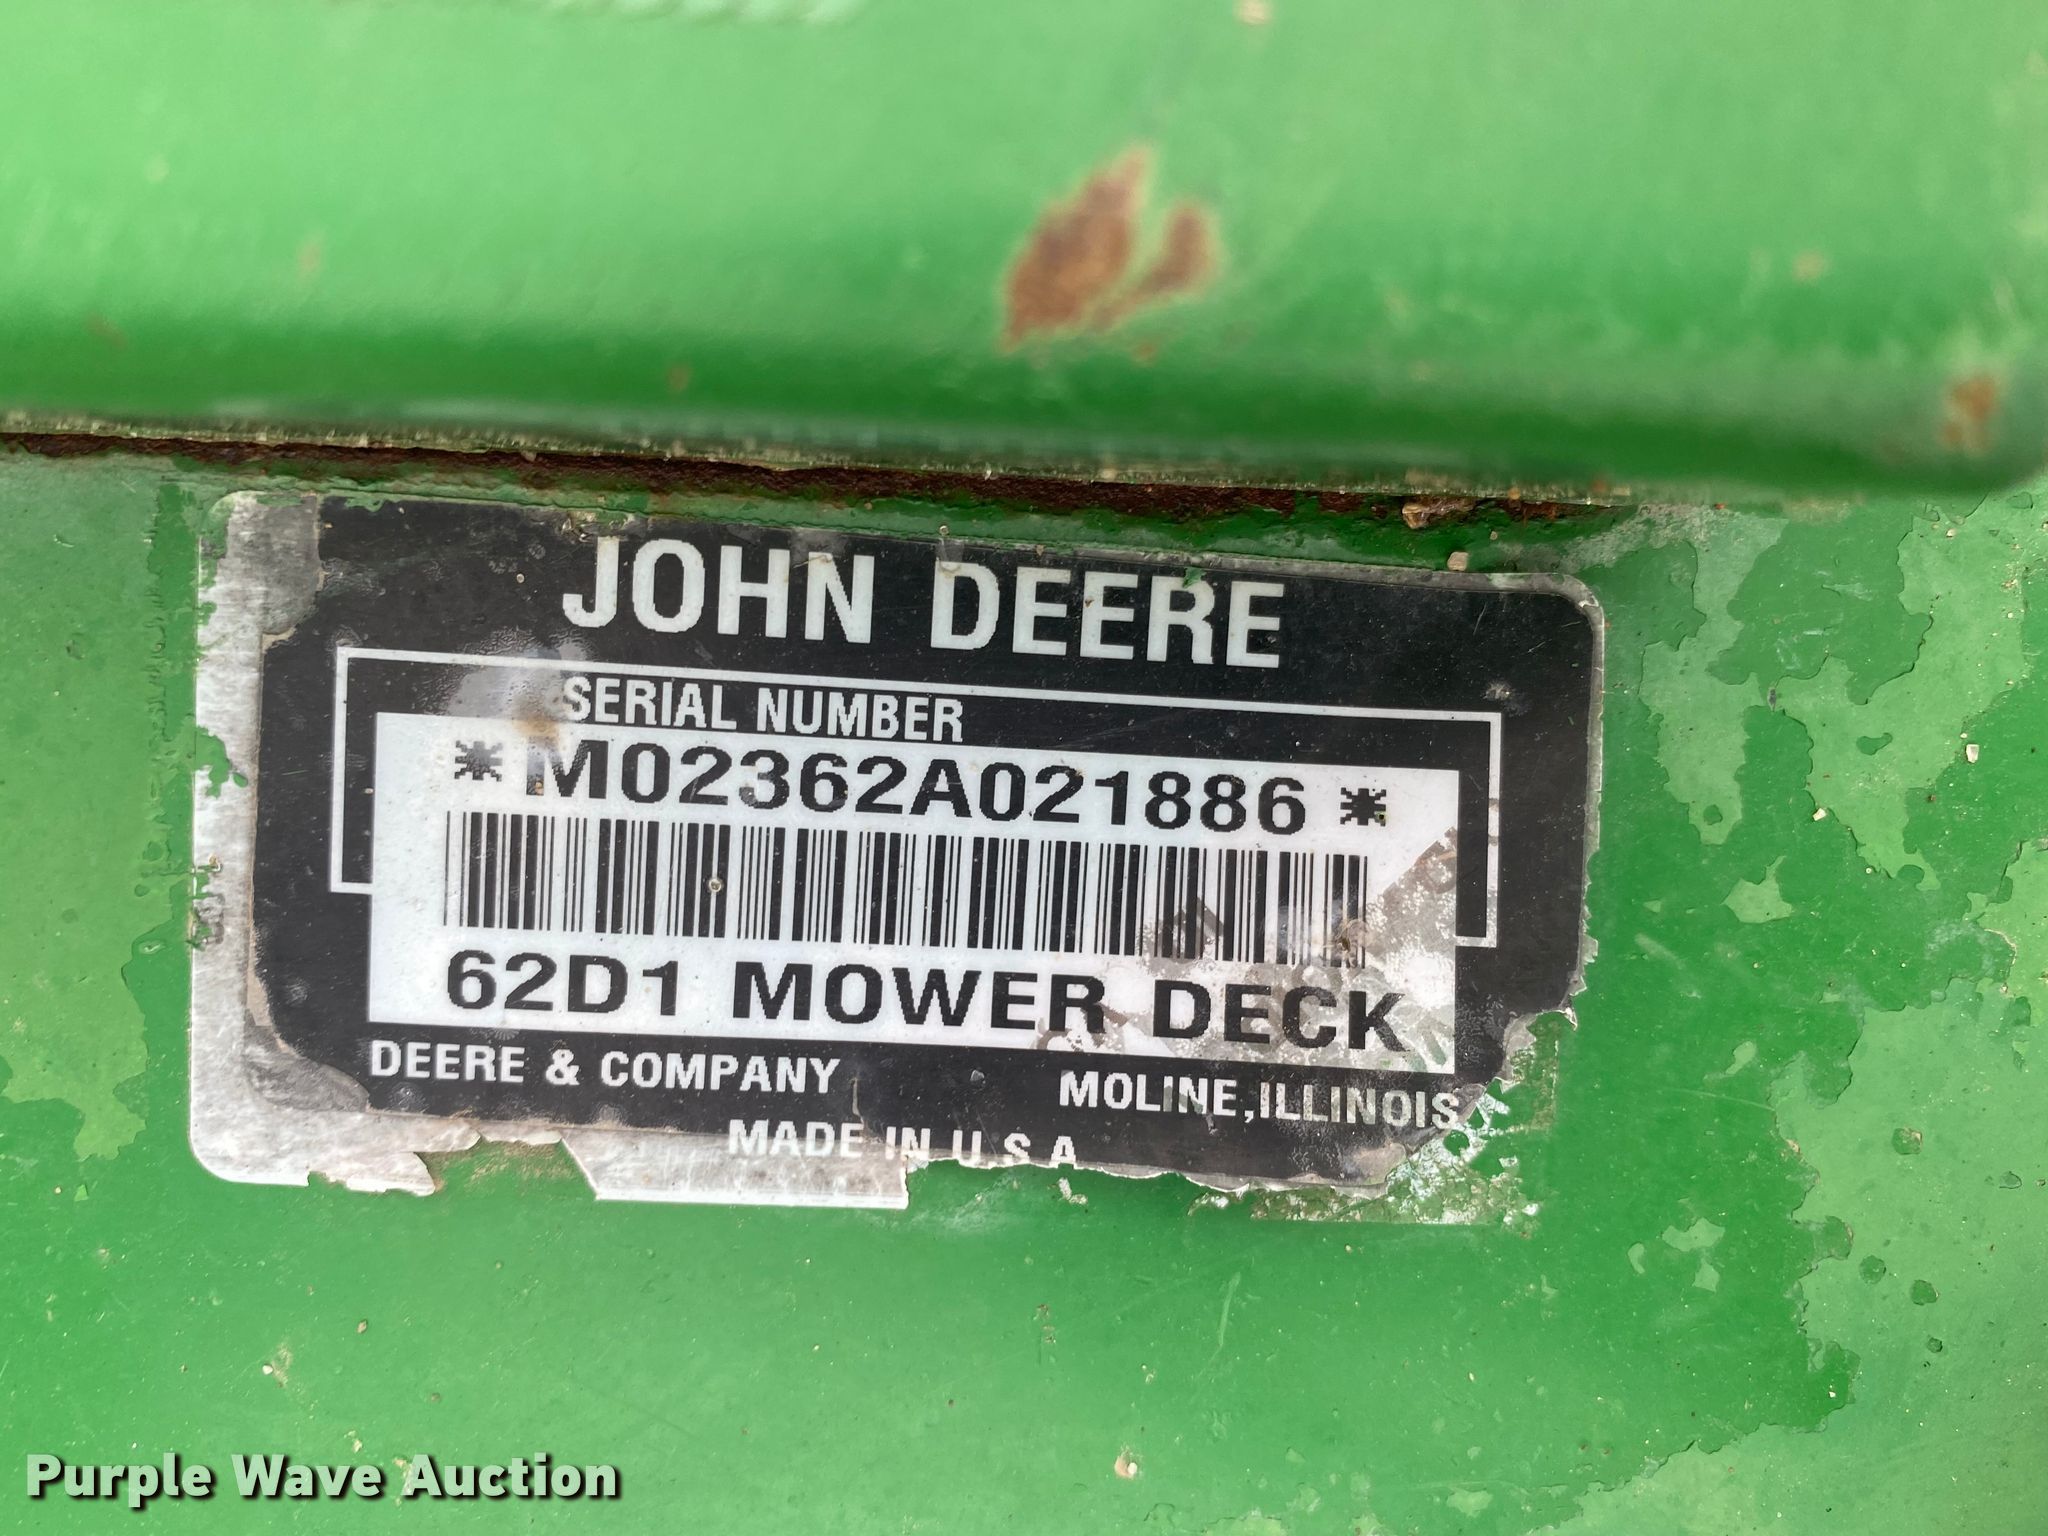 JOHN DEERE
SERIAL NUMBER
*M02362A021886*
62D1 MOWER DECK
DEERE & COMPANY MOLINE, ILLINOIS
MADE IN U.S.A
Purple Wave Auction